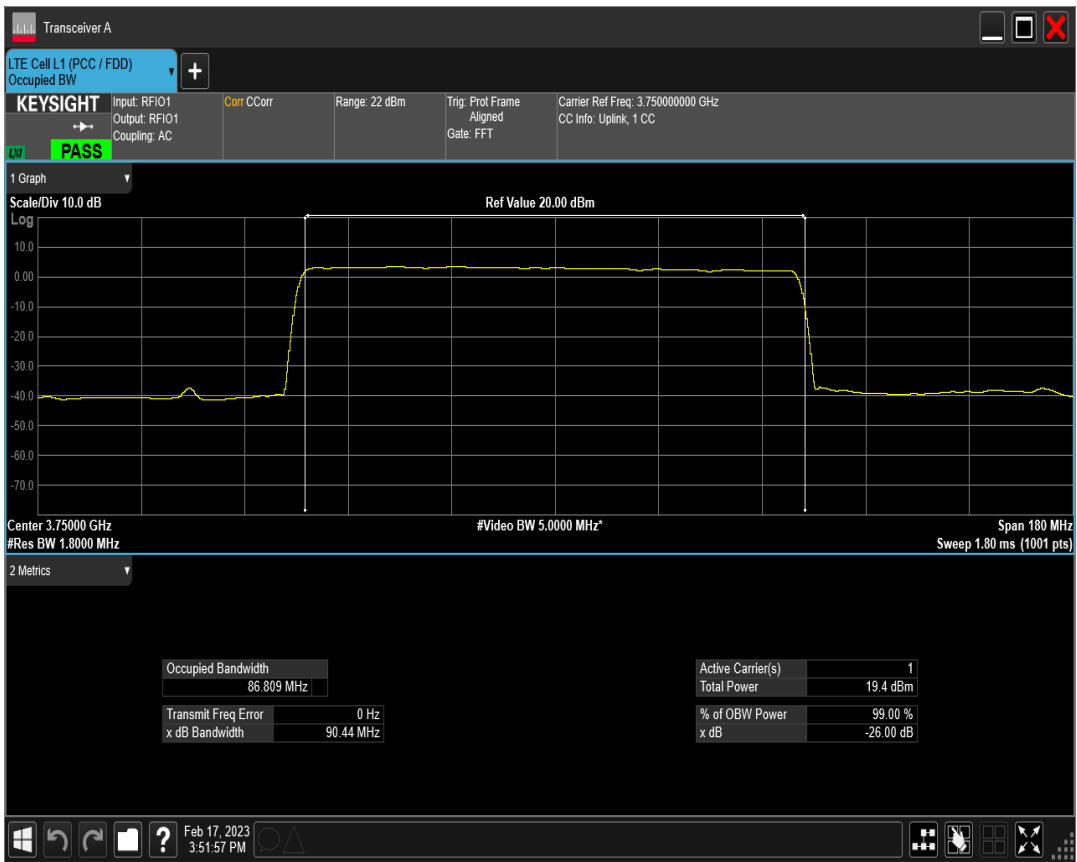 Transceiver A
LTE Cell L1 (PCC / FDD)
Occupied BW
+
KEYSIGHT
LXI
PASS
Input: RFIO1
Output: RFIO1
Coupling: AC
Corr CCorr
Range: 22 dBm
Trig: Prot Frame
Aligned
Gate: FFT
Carrier Ref Freq: 3.750000000 GHz
CC Info: Uplink, 1 CC
1 Graph
Scale/Div 10.0 dB
Ref Value 20.00 dBm
Log
10.0
0.00
-10.0
-20.0
-30.0
-40.0
-50.0
-60.0
-70.0
Center 3.75000 GHz
#Video BW 5.0000 MHz*
Span 180 MHz
#Res BW 1.8000 MHz
Sweep 1.80 ms (1001 pts)
2 Metrics
Occupied Bandwidth
86.809 MHz
Transmit Freq Error 0 Hz
x dB Bandwidth 90.44 MHz
Active Carrier(s) 1
Total Power 19.4 dBm
% of OBW Power 99.00 %
x dB -26.00 dB
?
Feb 17, 2023
3:51:57 PM